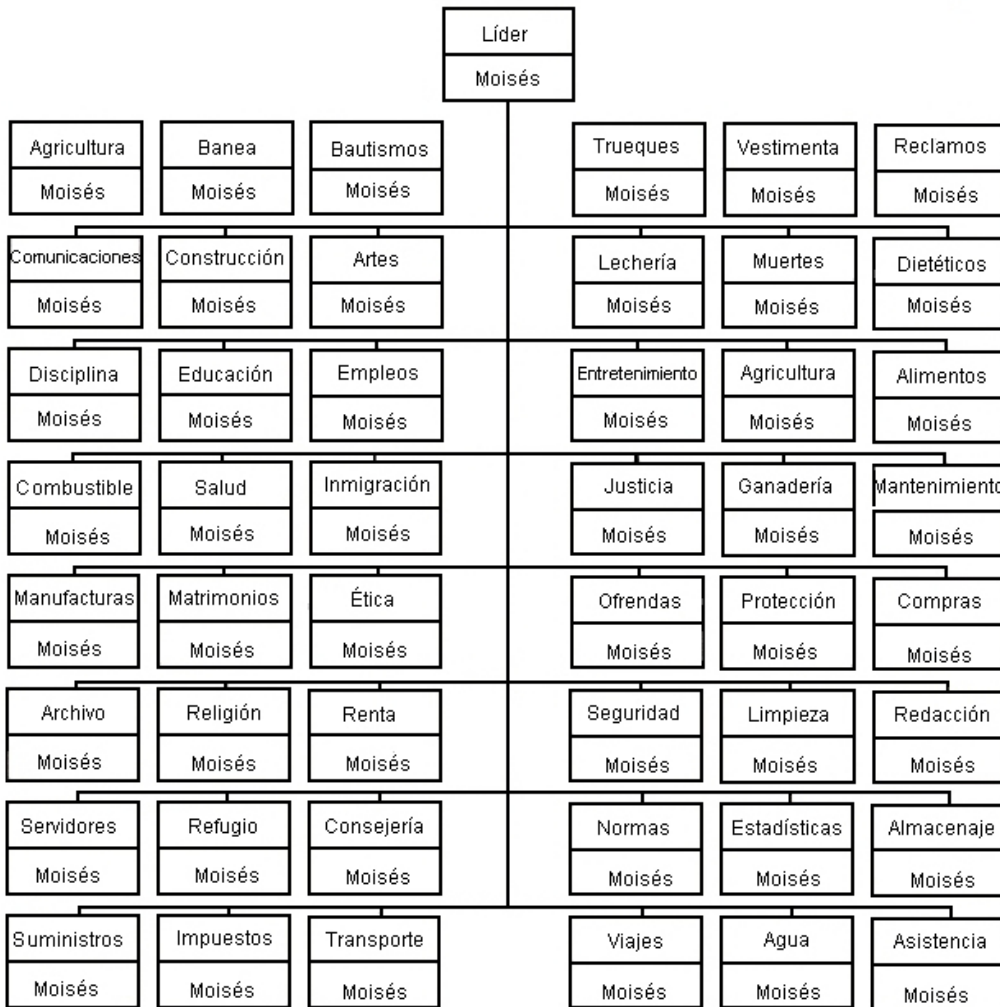 Líder
Moisés
Agricultura Banea Bautismos Trueques Vestimenta Reclamos
Moisés Moisés Moisés Moisés Moisés Moisés
Comunicaciones Construcción Artes Lechería Muertes Dietéticos
Moisés Moisés Moisés Moisés Moisés Moisés
Disciplina Educación Empleos Entretenimiento Agricultura Alimentos
Moisés Moisés Moisés Moisés Moisés Moisés
Combustible Salud Inmigración Justicia Ganadería Mantenimiento
Moisés Moisés Moisés Moisés Moisés Moisés
Manufacturas Matrimonios Ética Ofrendas Protección Compras
Moisés Moisés Moisés Moisés Moisés Moisés
Archivo Religión Renta Seguridad Limpieza Redacción
Moisés Moisés Moisés Moisés Moisés Moisés
Servidores Refugio Consejería Normas Estadísticas Almacenaje
Moisés Moisés Moisés Moisés Moisés Moisés
Suministros Impuestos Transporte Viajes Agua Asistencia
Moisés Moisés Moisés Moisés Moisés Moisés